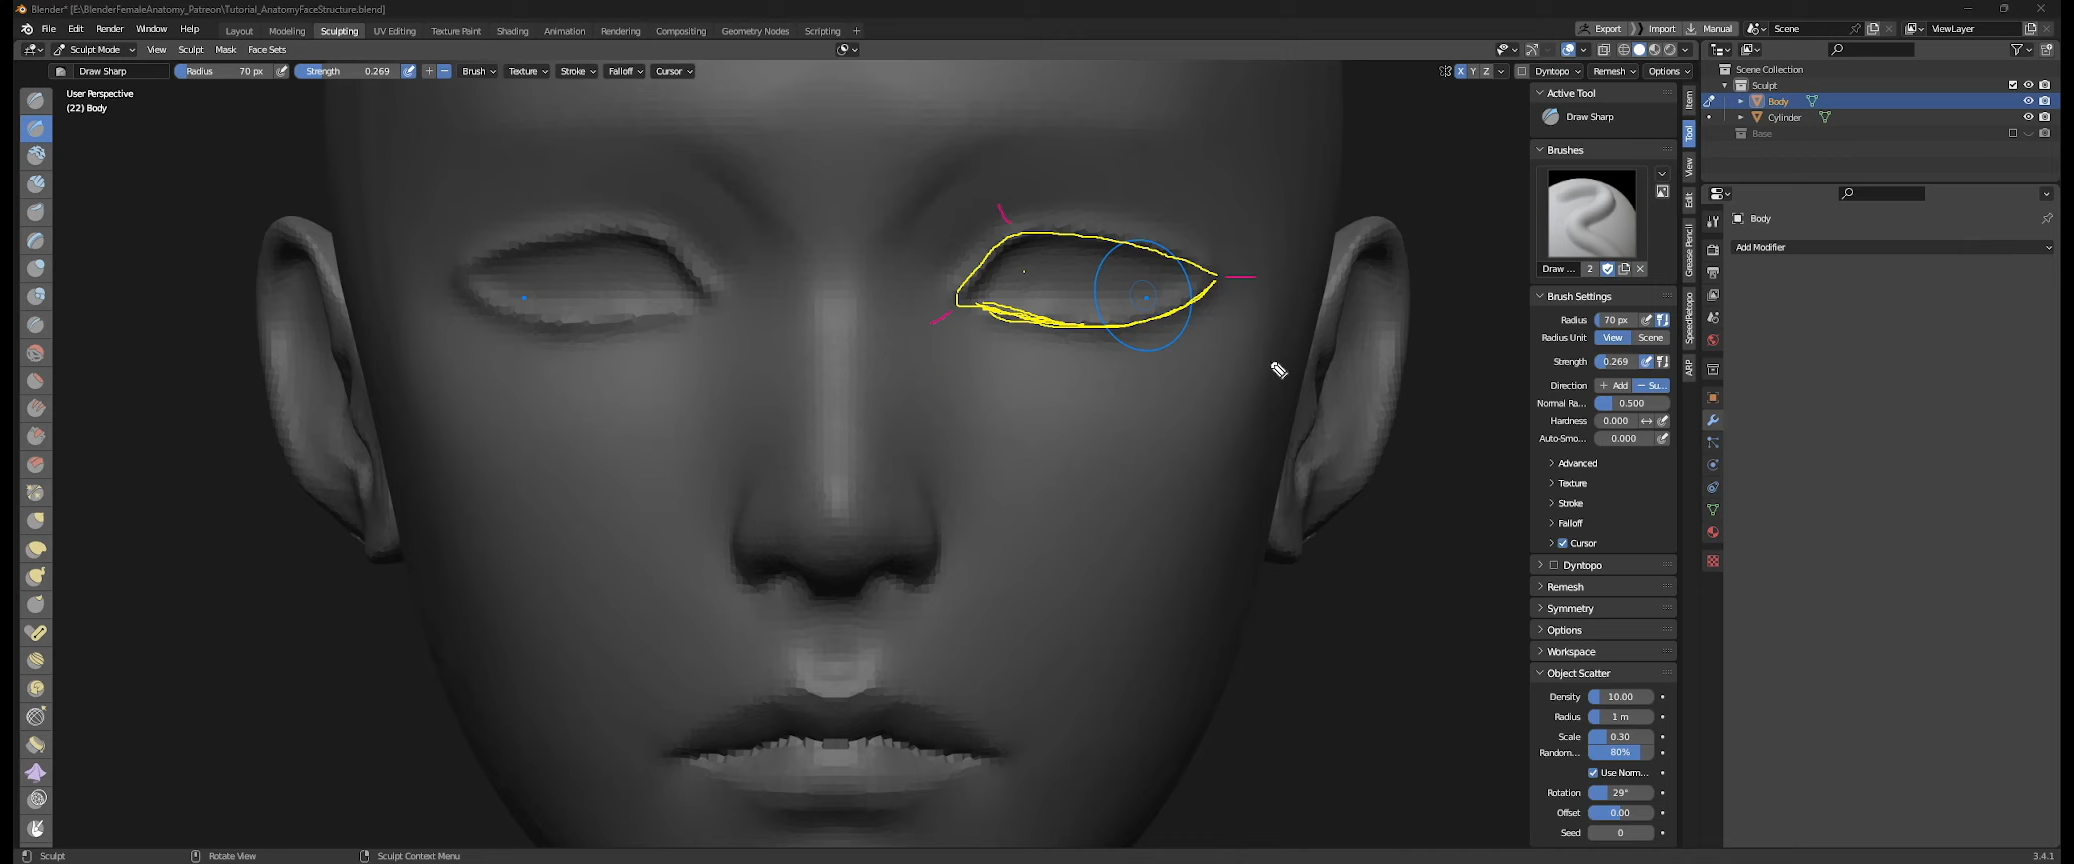 Blender* [E:\BlenderFemaleAnatomy_Patreon\Tutorial_AnatomyFaceStructure.blend]
File Edit Render Window Help Layout Modeling Sculpting UV Editing Texture Paint Shading Animation Rendering Compositing Geometry Nodes Scripting + Export Import Manual Scene ViewLayer
Sculpt Mode View Sculpt Mask Face Sets
Draw Sharp Radius 70 px Strength 0.269 Brush Texture Stroke Falloff Cursor X Y Z Dyntopo Remesh Options
User Perspective
(22) Body
Active Tool
Draw Sharp
Brushes
Draw ... 2
Brush Settings
Radius 70 px
Radius Unit View Scene
Strength 0.269
Direction + Add − Su...
Normal Ra... 0.500
Hardness 0.000
Auto-Smo... 0.000
Advanced
Texture
Stroke
Falloff
Cursor
Dyntopo
Remesh
Symmetry
Options
Workspace
Object Scatter
Density 10.00
Radius 1 m
Scale 0.30
Random... 80%
Use Norm...
Rotation 29°
Offset 0.00
Seed 0
Item
Tool
View
Edit
Grease Pencil
SpeedRetopo
ARP
Scene Collection
Sculpt
Body
Cylinder
Base
Body
Add Modifier
Sculpt Rotate View Sculpt Context Menu 3.4.1